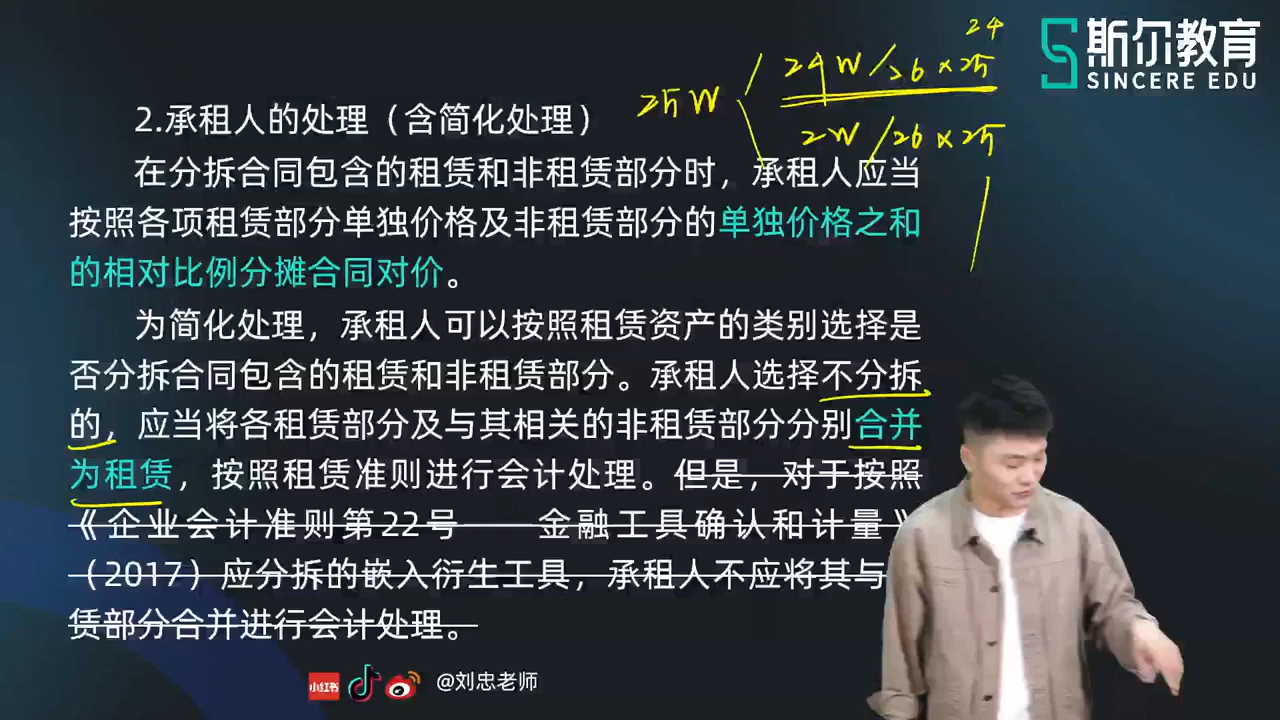 24
24W/26×25
25W
2W/26×25
斯尔教育
SINCERE EDU
2.承租人的处理（含简化处理）
在分拆合同包含的租赁和非租赁部分时，承租人应当
按照各项租赁部分单独价格及非租赁部分的单独价格之和
的相对比例分摊合同对价。
为简化处理，承租人可以按照租赁资产的类别选择是
否分拆合同包含的租赁和非租赁部分。承租人选择不分拆
的，应当将各租赁部分及与其相关的非租赁部分分别合并
为租赁，按照租赁准则进行会计处理。但是，对于按照
《企业会计准则第22号——金融工具确认和计量》
（2017）应分拆的嵌入衍生工具，承租人不应将其与
赁部分合并进行会计处理。
小红书
@刘忠老师